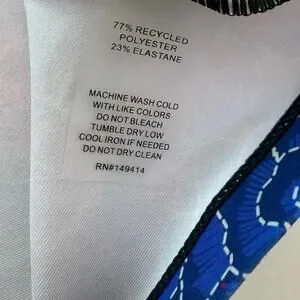 77% RECYCLED
POLYESTER
23% ELASTANE
MACHINE WASH COLD
WITH LIKE COLORS
DO NOT BLEACH
TUMBLE DRY LOW
COOL IRON IF NEEDED
DO NOT DRY CLEAN
RN#149414